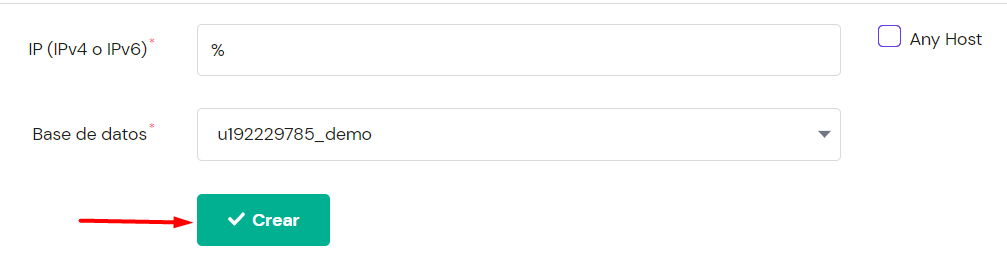 IP (IPv4 o IPv6)*
%
Any Host
Base de datos*
u192229785_demo
Crear